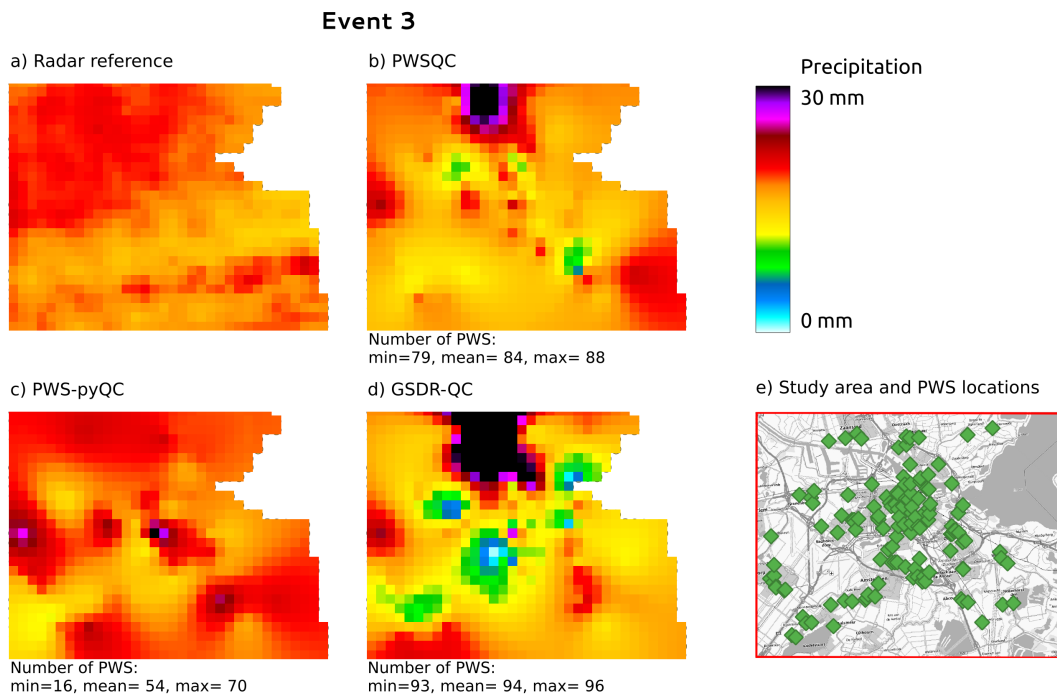 Event 3
a) Radar reference
b) PWSQC
Precipitation
30 mm
0 mm
Number of PWS:
min=79, mean= 84, max= 88
c) PWS-pyQC
d) GSDR-QC
e) Study area and PWS locations
Number of PWS:
min=16, mean= 54, max= 70
Number of PWS:
min=93, mean= 94, max= 96